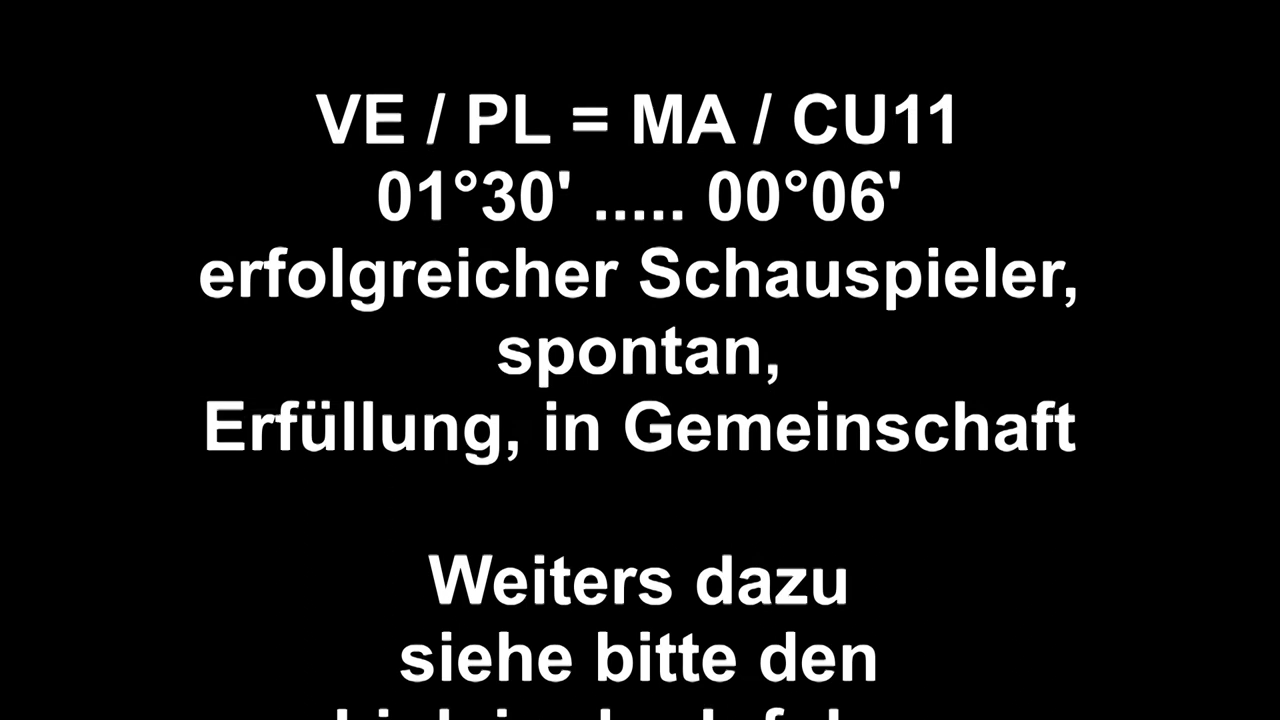 VE / PL = MA / CU11
01°30' ..... 00°06'
erfolgreicher Schauspieler,
spontan,
Erfüllung, in Gemeinschaft
Weiters dazu
siehe bitte den